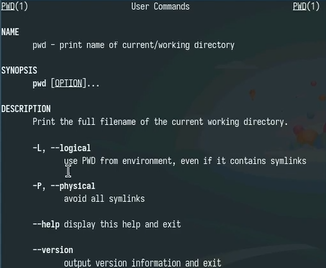 PWD(1) User Commands PWD(1)
NAME
pwd - print name of current/working directory
SYNOPSIS
pwd [OPTION]...
DESCRIPTION
Print the full filename of the current working directory.
-L, --logical
use PWD from environment, even if it contains symlinks
-P, --physical
avoid all symlinks
--help display this help and exit
--version
output version information and exit